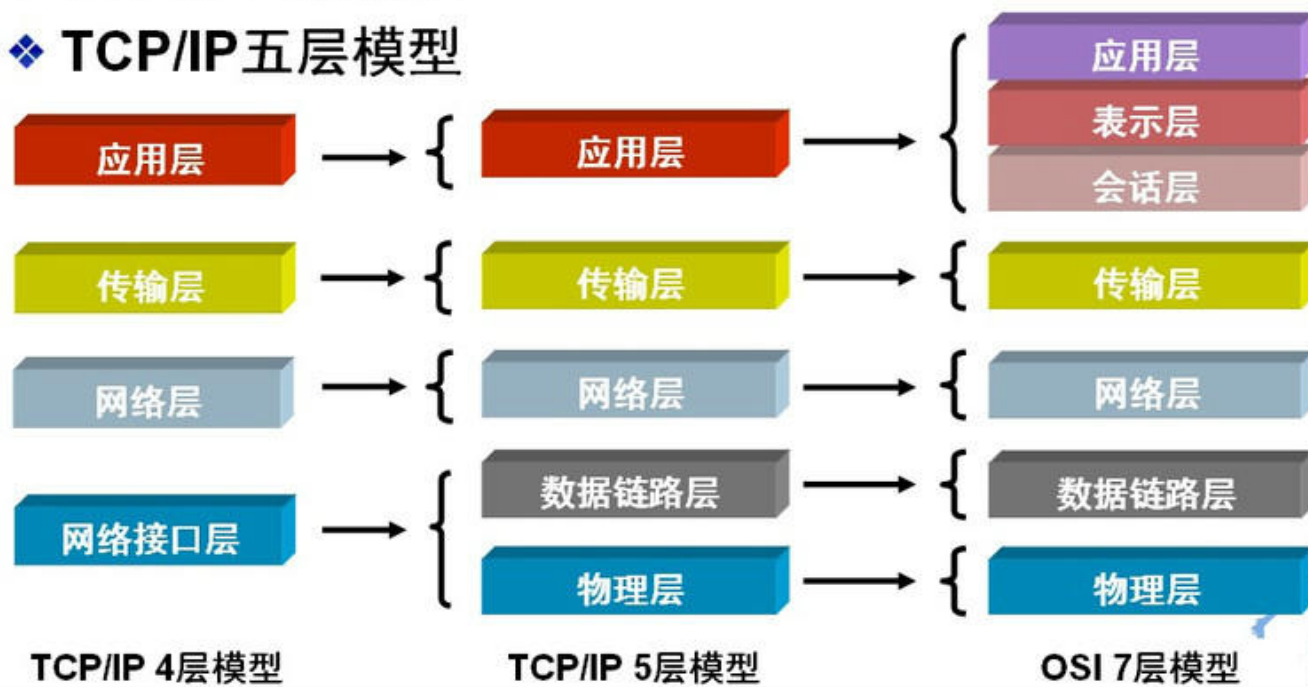 TCP/IP五层模型
应用层
传输层
网络层
网络接口层
TCP/IP 4层模型
应用层
传输层
网络层
数据链路层
物理层
TCP/IP 5层模型
应用层
表示层
会话层
传输层
网络层
数据链路层
物理层
OSI 7层模型